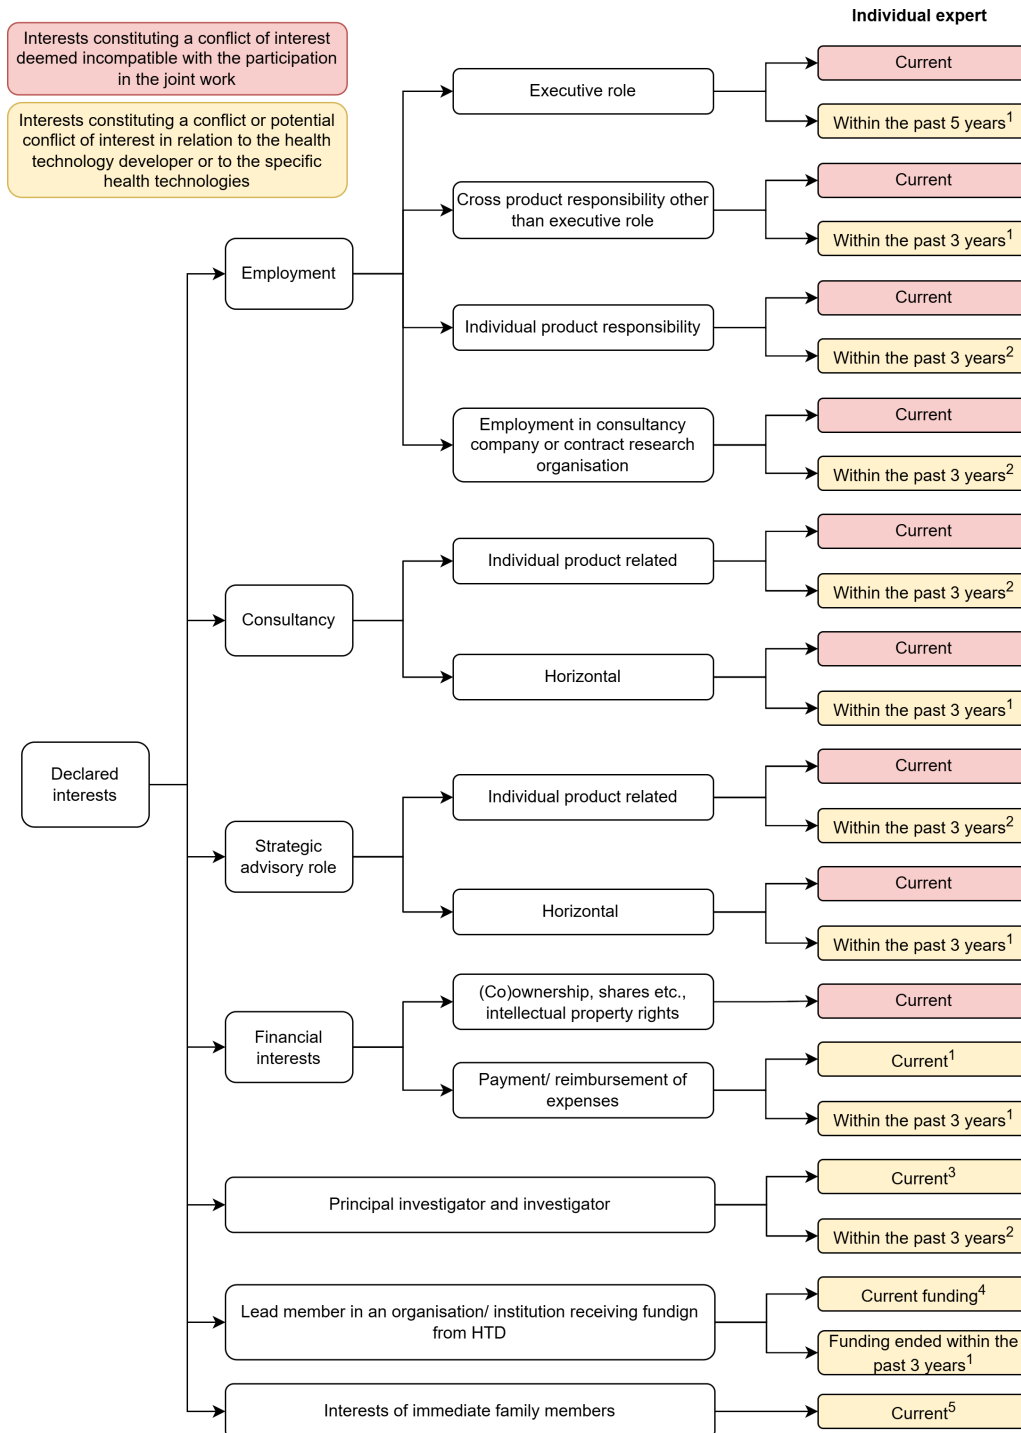 Individual expert
Interests constituting a conflict of interest
deemed incompatible with the participation
in the joint work
Interests constituting a conflict or potential
conflict of interest in relation to the health
technology developer or to the specific
health technologies
Declared
interests
Employment
Executive role
Current
Within the past 5 years1
Cross product responsibility other
than executive role
Current
Within the past 3 years1
Individual product responsibility
Current
Within the past 3 years2
Employment in consultancy
company or contract research
organisation
Current
Within the past 3 years2
Consultancy
Individual product related
Current
Within the past 3 years2
Horizontal
Current
Within the past 3 years1
Strategic
advisory role
Individual product related
Current
Within the past 3 years2
Horizontal
Current
Within the past 3 years1
Financial
interests
(Co)ownership, shares etc.,
intellectual property rights
Current
Payment/ reimbursement of
expenses
Current1
Within the past 3 years1
Principal investigator and investigator
Current3
Within the past 3 years2
Lead member in an organisation/ institution receiving fundign
from HTD
Current funding4
Funding ended within the
past 3 years1
Interests of immediate family members
Current5